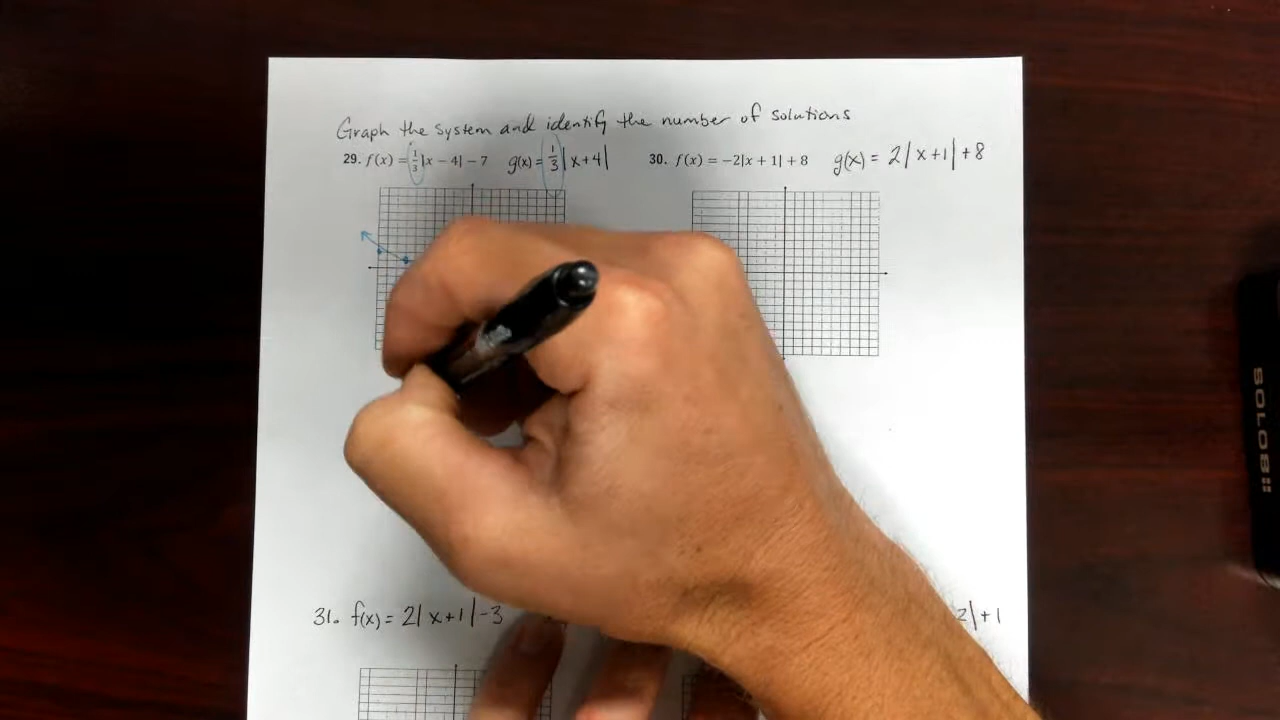 Graph the system and identify the number of solutions
29. f(x) = 1/3|x − 4| − 7 g(x) = 1/3|x+4|
30. f(x) = −2|x + 1| + 8 g(x) = 2|x+1|+8
31. f(x) = 2|x+1|-3
2|+1
SOLOBH